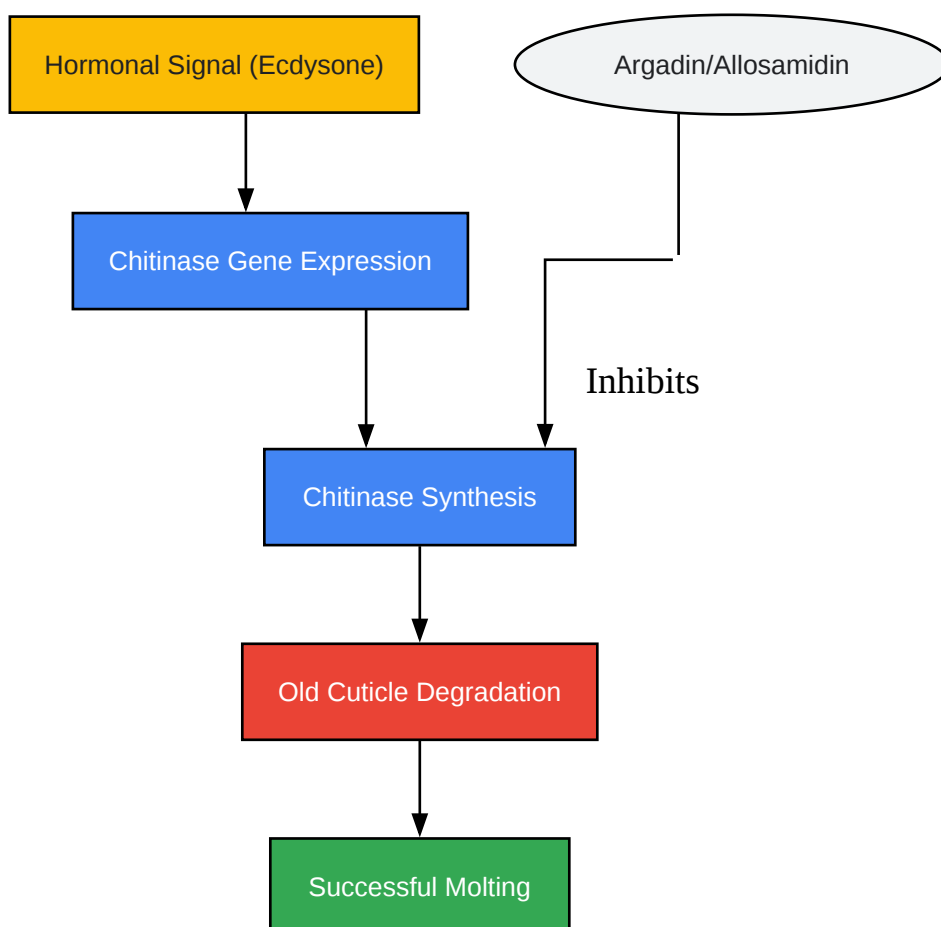 Hormonal Signal (Ecdysone)
Argadin/Allosamidin
Chitinase Gene Expression
Inhibits
Chitinase Synthesis
Old Cuticle Degradation
Successful Molting